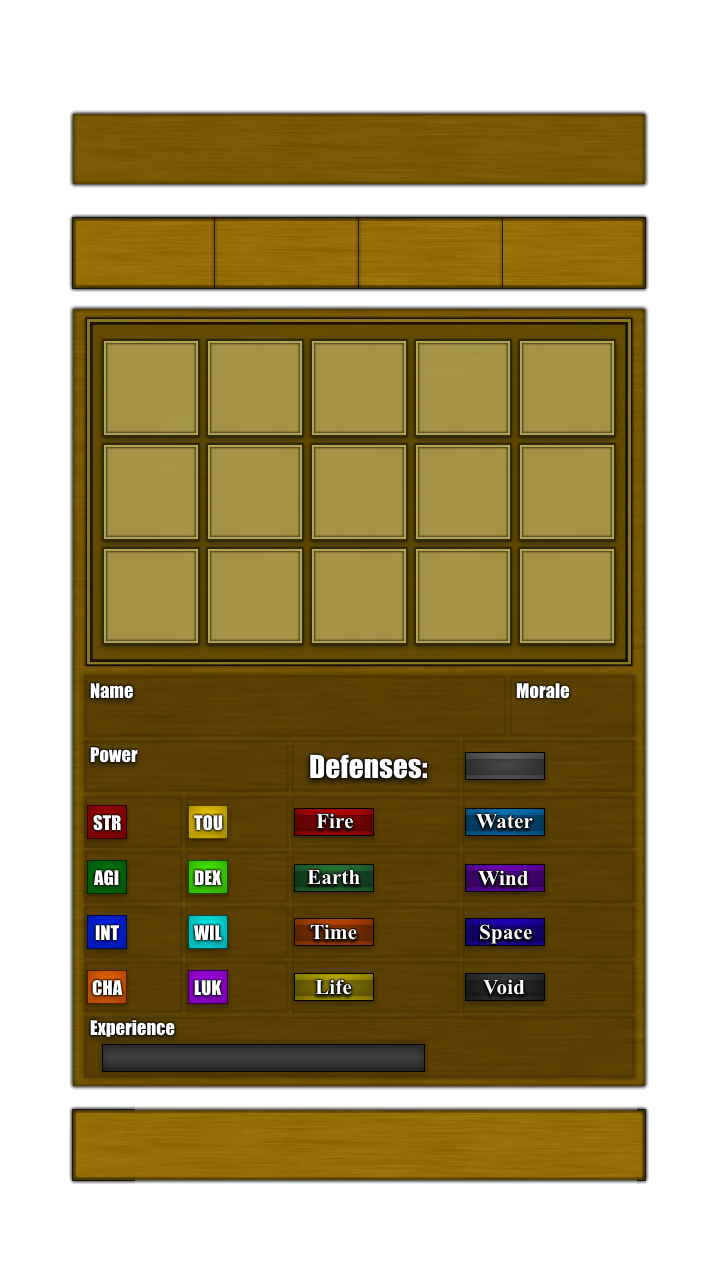 Name Morale
Power Defenses:
STR TOU Fire Water
AGI DEX Earth Wind
INT WIL Time Space
CHA LUK Life Void
Experience